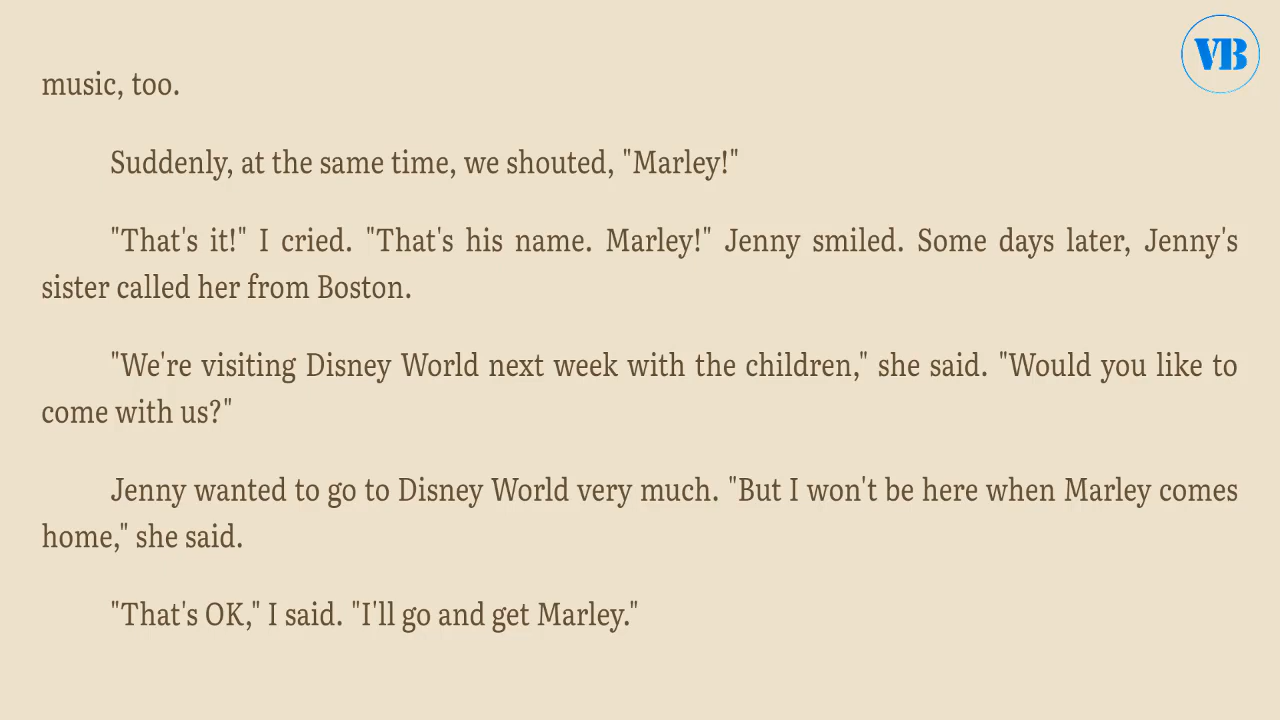 VB
music, too.
Suddenly, at the same time, we shouted, "Marley!"
"That's it!" I cried. "That's his name. Marley!" Jenny smiled. Some days later, Jenny's
sister called her from Boston.
"We're visiting Disney World next week with the children," she said. "Would you like to
come with us?"
Jenny wanted to go to Disney World very much. "But I won't be here when Marley comes
home," she said.
"That's OK," I said. "I'll go and get Marley."